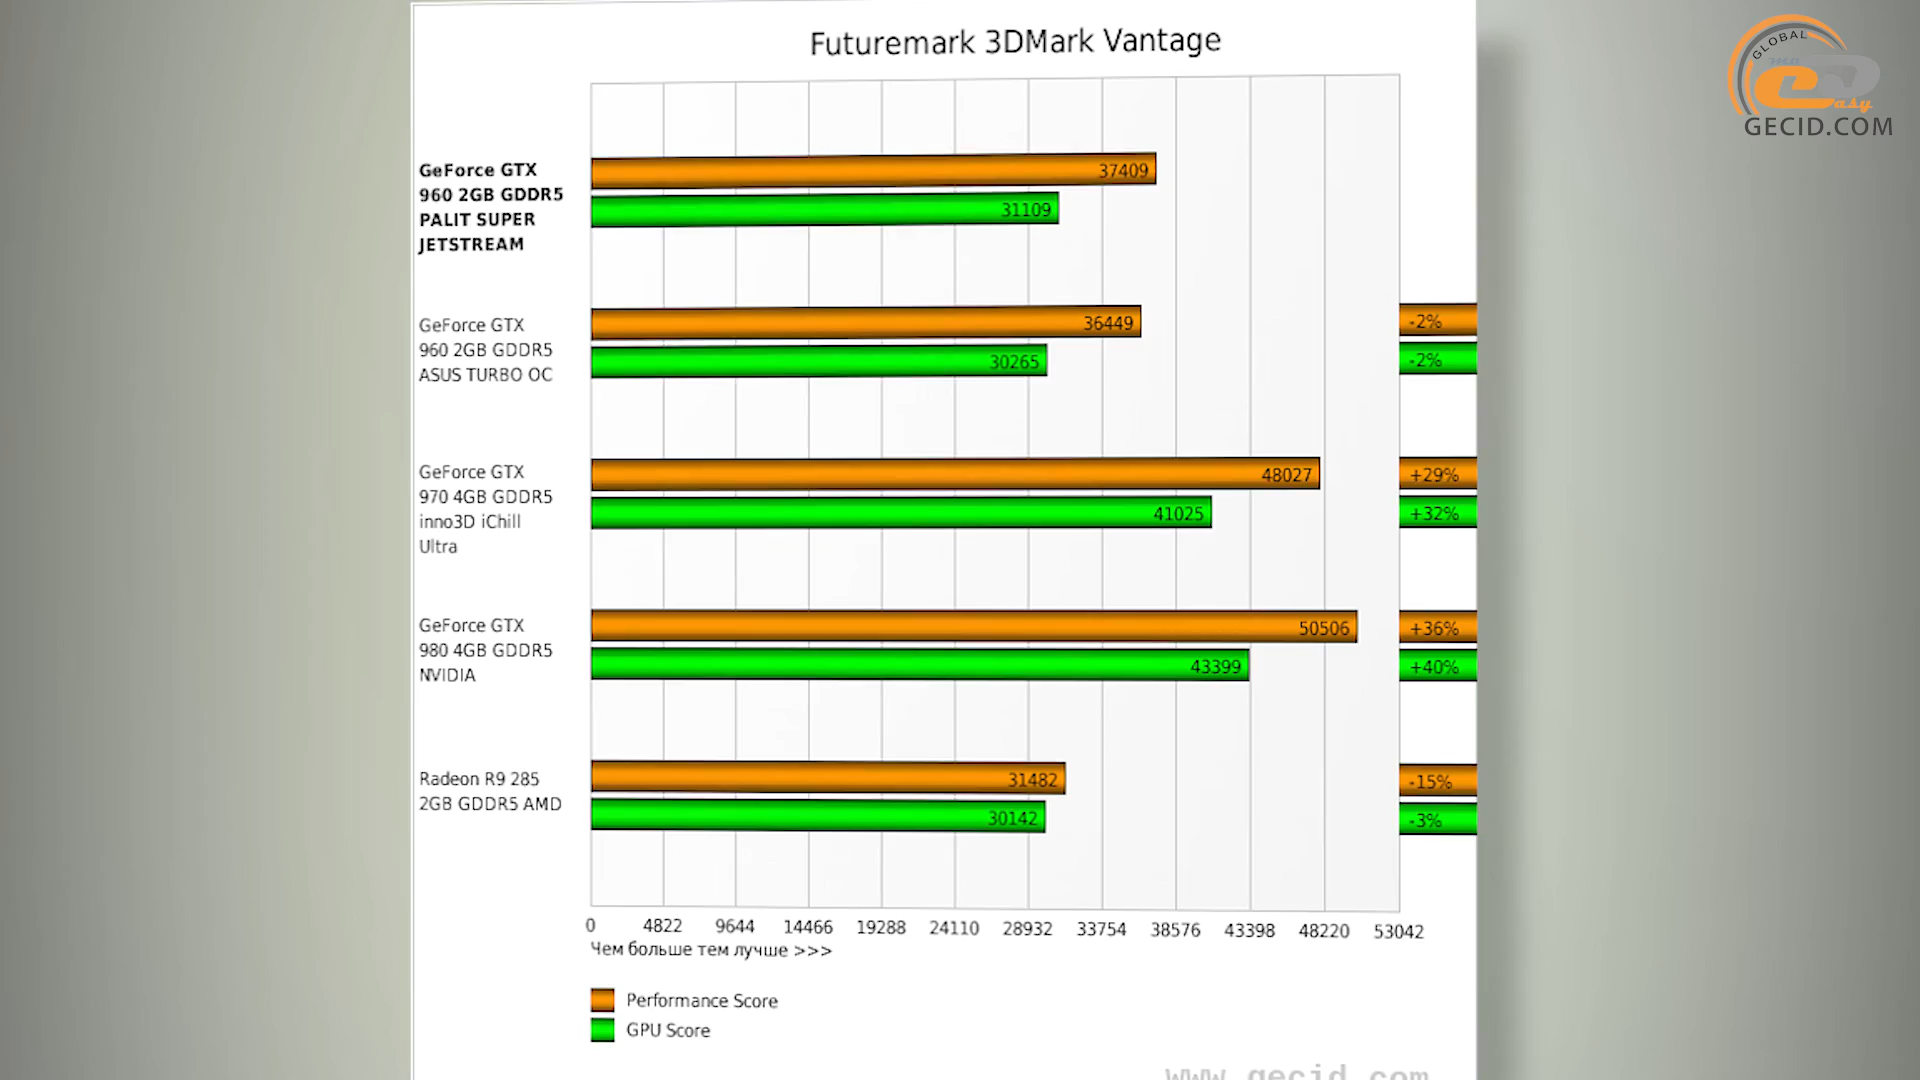 Futuremark 3DMark Vantage
GLOBAL
easy
GECID.COM
GeForce GTX
960 2GB GDDR5
PALIT SUPER
JETSTREAM
37409
31109
GeForce GTX
960 2GB GDDR5
ASUS TURBO OC
36449
30265
-2%
-2%
GeForce GTX
970 4GB GDDR5
inno3D iChill
Ultra
48027
41025
+29%
+32%
GeForce GTX
980 4GB GDDR5
NVIDIA
50506
43399
+36%
+40%
Radeon R9 285
2GB GDDR5 AMD
31482
30142
-15%
-3%
0 4822 9644 14466 19288 24110 28932 33754 38576 43398 48220 53042
Чем больше тем лучше >>>
Performance Score
GPU Score
www.gecid.com